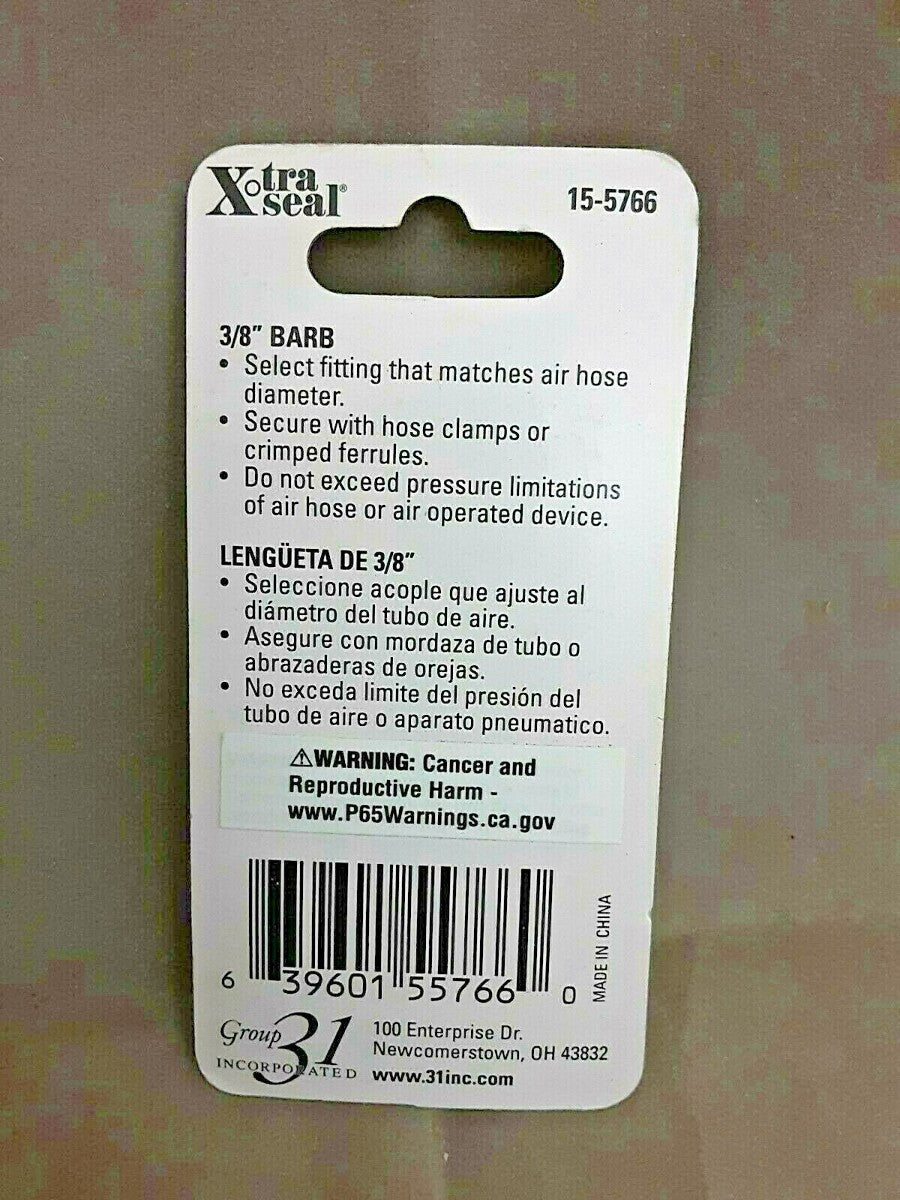 Xtra
seal®
15-5766
3/8" BARB
• Select fitting that matches air hose
diameter.
• Secure with hose clamps or
crimped ferrules.
• Do not exceed pressure limitations
of air hose or air operated device.
LENGÜETA DE 3/8"
• Seleccione acople que ajuste al
diámetro del tubo de aire.
• Asegure con mordaza de tubo o
abrazaderas de orejas.
• No exceda limite del presión del
tubo de aire o aparato pneumatico.
⚠WARNING: Cancer and
Reproductive Harm -
www.P65Warnings.ca.gov
6 39601 55766 0
MADE IN CHINA
Group 31
INCORPORATED
100 Enterprise Dr.
Newcomerstown, OH 43832
www.31inc.com